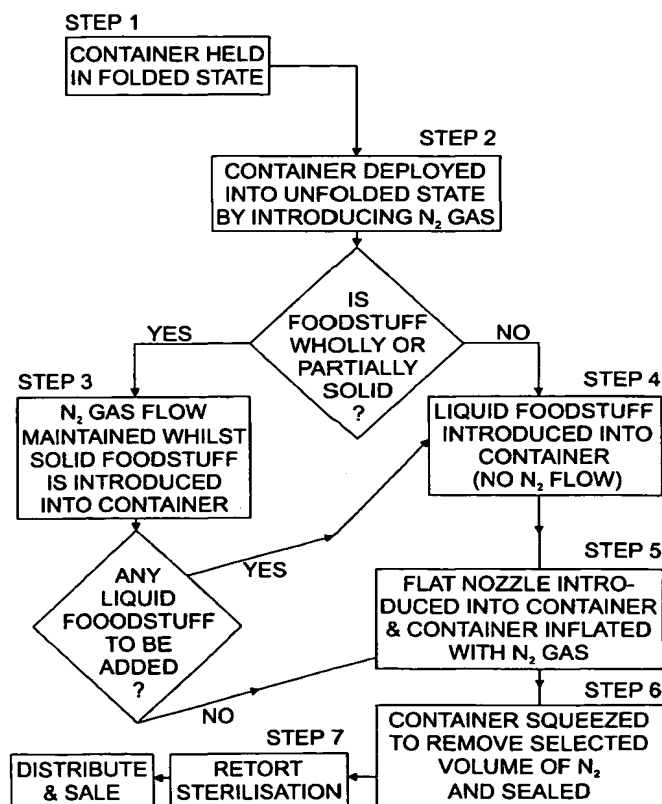 STEP 1
CONTAINER HELD
IN FOLDED STATE
STEP 2
CONTAINER DEPLOYED
INTO UNFOLDED STATE
BY INTRODUCING N₂ GAS
IS
FOODSTUFF
WHOLLY OR
PARTIALLY
SOLID
?
YES
NO
STEP 3
N₂ GAS FLOW
MAINTAINED WHILST
SOLID FOODSTUFF
IS INTRODUCED
INTO CONTAINER
STEP 4
LIQUID FOODSTUFF
INTRODUCED INTO
CONTAINER
(NO N₂ FLOW)
ANY
LIQUID
FOOODSTUFF
TO BE
ADDED
?
YES
NO
STEP 5
FLAT NOZZLE INTRO-
DUCED INTO CONTAINER
& CONTAINER INFLATED
WITH N₂ GAS
STEP 6
CONTAINER SQUEEZED
TO REMOVE SELECTED
VOLUME OF N₂
AND SEALED
STEP 7
RETORT
STERILISATION
DISTRIBUTE
& SALE